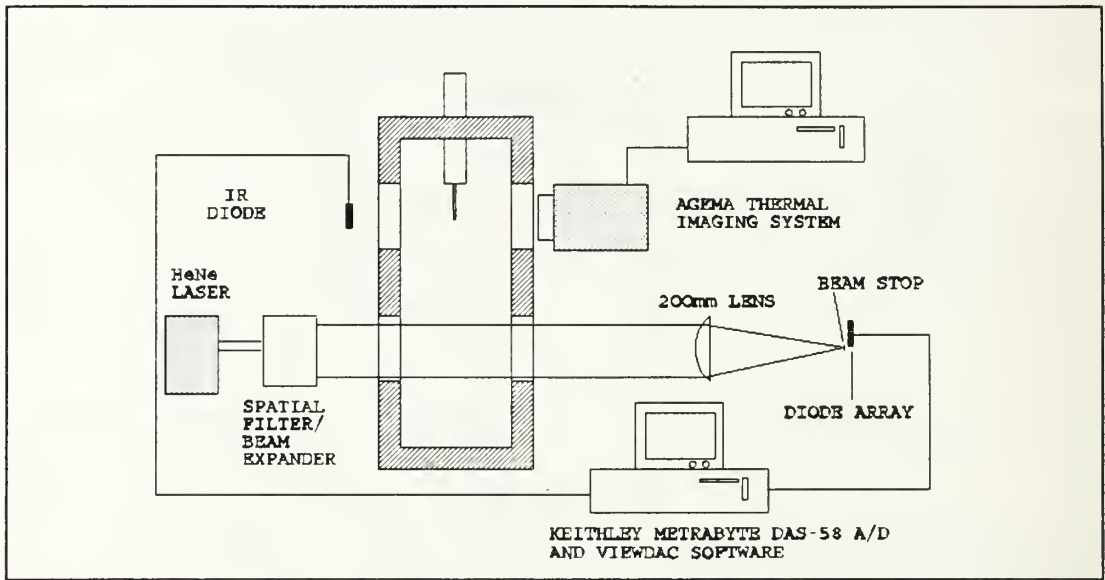 IR
DIODE
AGEMA THERMAL
IMAGING SYSTEM
HeNe
LASER
BEAM STOP
200mm LENS
DIODE ARRAY
SPATIAL
FILTER/
BEAM
EXPANDER
KEITHLEY METRABYTE DAS-58 A/D
AND VIEWDAC SOFTWARE